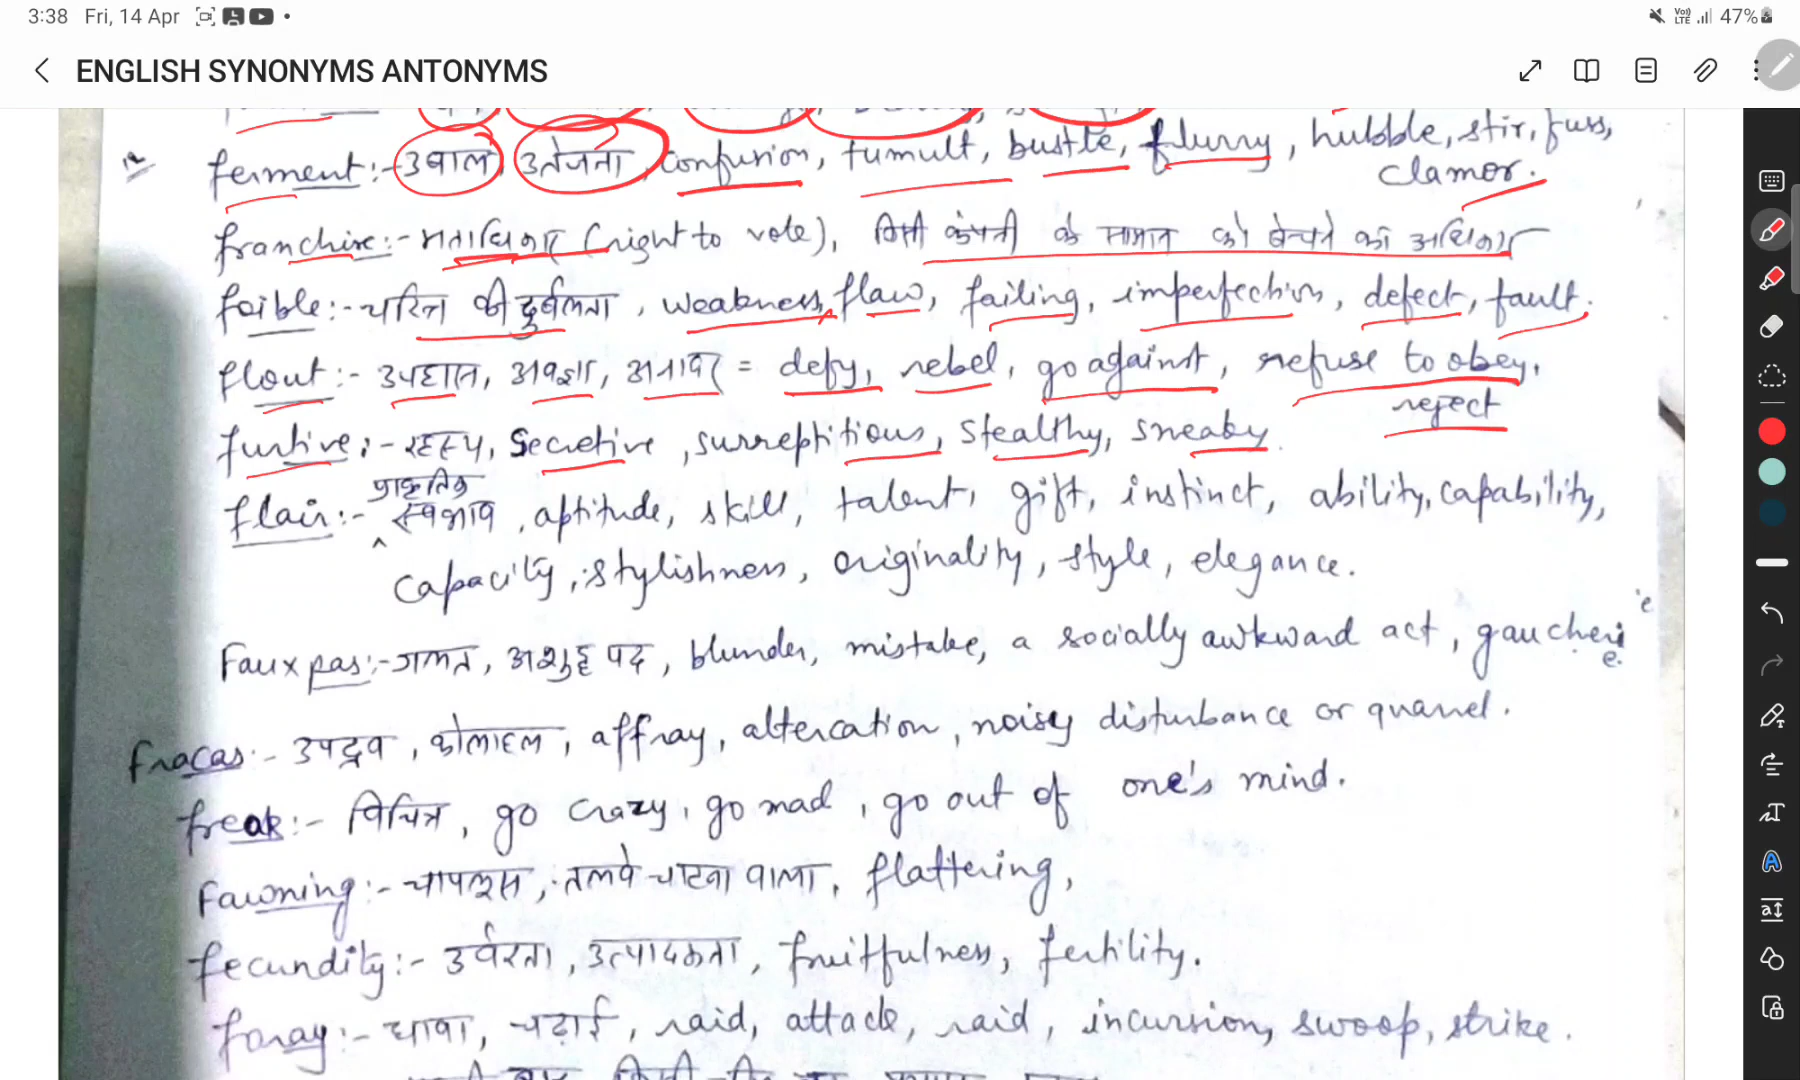 3:38 Fri, 14 Apr
47%
ENGLISH SYNONYMS ANTONYMS
ferment:- उबाल, उत्तेजना, confusion, tumult, bustle, flurry, hubble, stir, fuss,
clamor.
franchise:- मताधिकार (right to vote), किसी कंपनी के सामान को बेचने का अधिकार
foible:- चरित्र की दुर्बलता, weakness, flaw, failing, imperfection, defect, fault.
flout:- उपहास, अवज्ञा, अनादर = defy, rebel, go against, refuse to obey,
reject
furtive:- रहस्य, Secretive, surreptitious, stealthy, sneaky.
प्राकृतिक
flair:- स्वभाव, aptitude, skill, talent, gift, instinct, ability, capability,
capacity, stylishness, originality, style, elegance.
Faux pas:- गलत, अशुद्ध पद, blunder, mistake, a socially awkward act, gaucherie
e.
fracas:- उपद्रव, कोलाहल, affray, altercation, noisy disturbance or quarrel.
freak:- विचित्र, go crazy, go mad, go out of one's mind.
Fawning:- चापलूस, तलवे चाटना वाला, flattering,
fecundity:- उर्वरता, उत्पादकता, fruitfulness, fertility.
foray:- धावा, चढ़ाई, raid, attack, raid, incursion, swoop, strike.